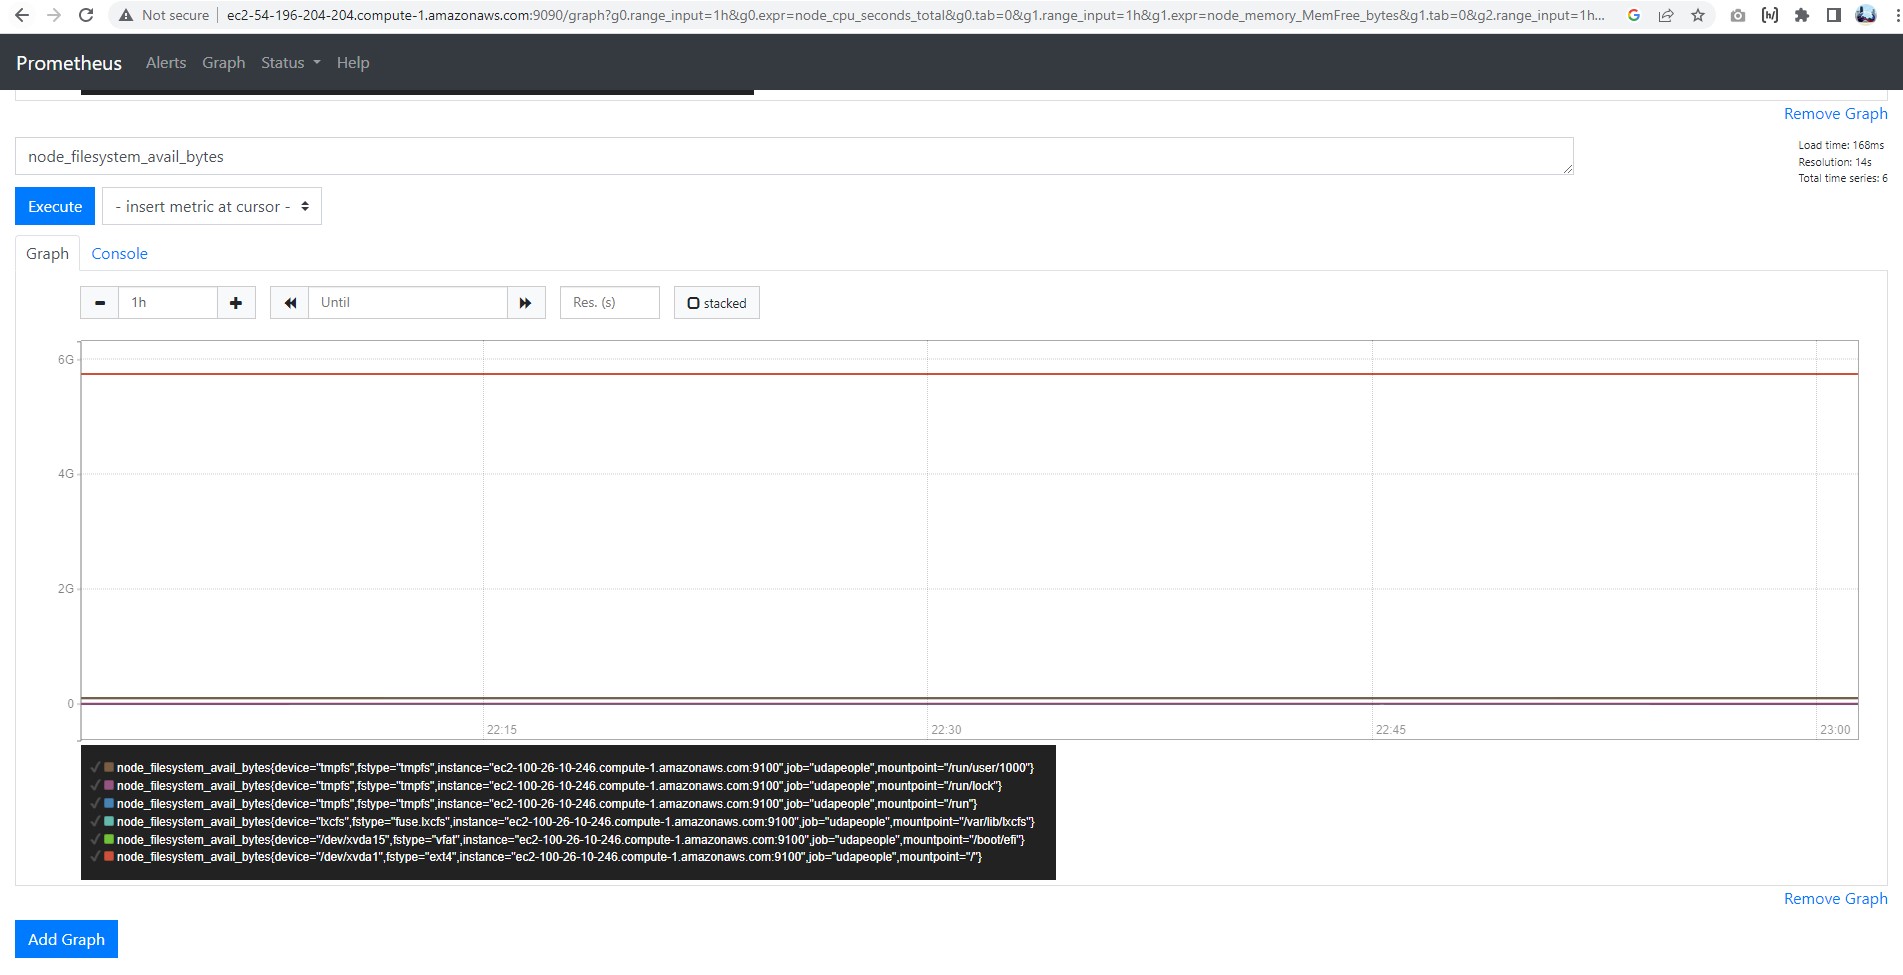 Not secure | ec2-54-196-204-204.compute-1.amazonaws.com:9090/graph?g0.range_input=1h&g0.expr=node_cpu_seconds_total&g0.tab=0&g1.range_input=1h&g1.expr=node_memory_MemFree_bytes&g1.tab=0&g2.range_input=1h...
Prometheus Alerts Graph Status Help
Remove Graph
node_filesystem_avail_bytes
Load time: 168ms
Resolution: 14s
Total time series: 6
Execute - insert metric at cursor -
Graph Console
1h Until Res. (s) stacked
6G
4G
2G
0
22:15 22:30 22:45 23:00
node_filesystem_avail_bytes{device="tmpfs",fstype="tmpfs",instance="ec2-100-26-10-246.compute-1.amazonaws.com:9100",job="udapeople",mountpoint="/run/user/1000"}
node_filesystem_avail_bytes{device="tmpfs",fstype="tmpfs",instance="ec2-100-26-10-246.compute-1.amazonaws.com:9100",job="udapeople",mountpoint="/run/lock"}
node_filesystem_avail_bytes{device="tmpfs",fstype="tmpfs",instance="ec2-100-26-10-246.compute-1.amazonaws.com:9100",job="udapeople",mountpoint="/run"}
node_filesystem_avail_bytes{device="lxcfs",fstype="fuse.lxcfs",instance="ec2-100-26-10-246.compute-1.amazonaws.com:9100",job="udapeople",mountpoint="/var/lib/lxcfs"}
node_filesystem_avail_bytes{device="/dev/xvda15",fstype="vfat",instance="ec2-100-26-10-246.compute-1.amazonaws.com:9100",job="udapeople",mountpoint="/boot/efi"}
node_filesystem_avail_bytes{device="/dev/xvda1",fstype="ext4",instance="ec2-100-26-10-246.compute-1.amazonaws.com:9100",job="udapeople",mountpoint="/"}
Remove Graph
Add Graph